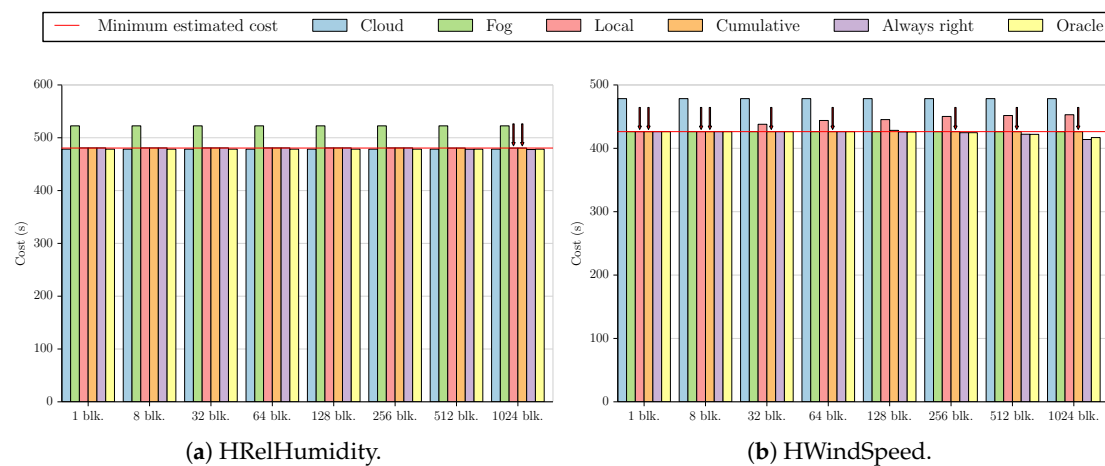 Minimum estimated cost Cloud Fog Local Cumulative Always right Oracle
600
500
400
300
200
100
0
Cost (s)
1 blk. 8 blk. 32 blk. 64 blk. 128 blk. 256 blk. 512 blk. 1024 blk.
(a) HRelHumidity.
500
400
300
200
100
0
Cost (s)
1 blk. 8 blk. 32 blk. 64 blk. 128 blk. 256 blk. 512 blk. 1024 blk.
(b) HWindSpeed.